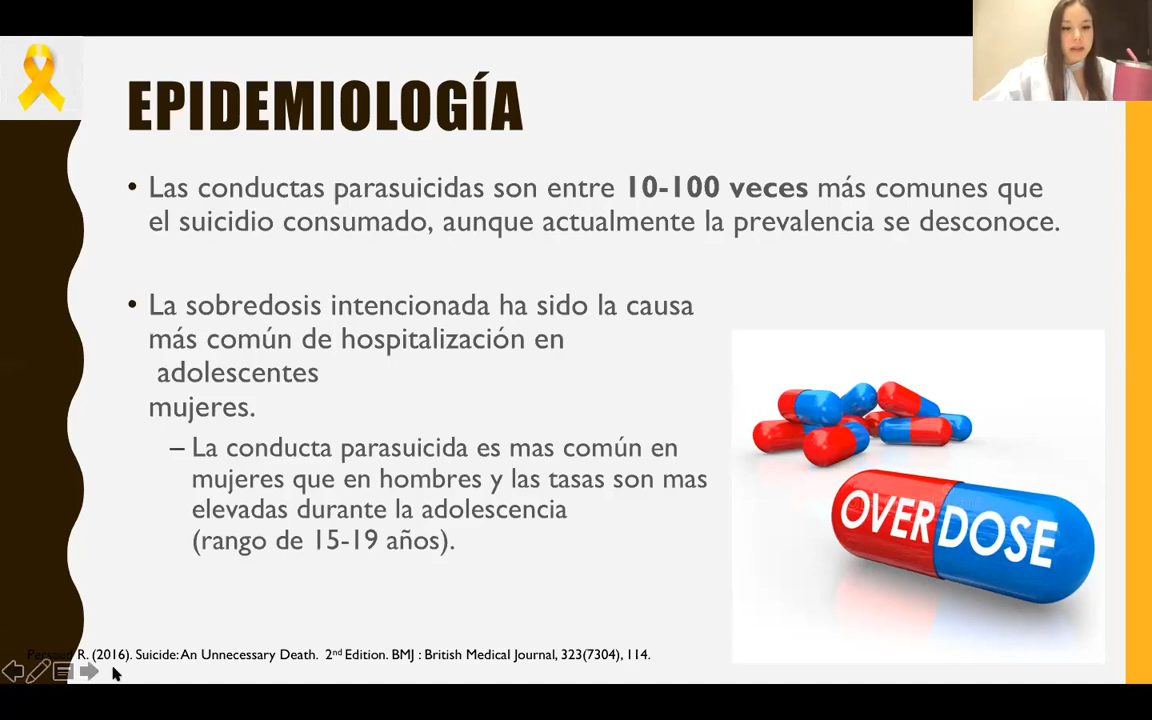 EPIDEMIOLOGÍA
• Las conductas parasuicidas son entre 10-100 veces más comunes que
el suicidio consumado, aunque actualmente la prevalencia se desconoce.
• La sobredosis intencionada ha sido la causa
más común de hospitalización en
adolescentes
mujeres.
– La conducta parasuicida es mas común en
mujeres que en hombres y las tasas son mas
elevadas durante la adolescencia
(rango de 15-19 años).
OVERDOSE
R. (2016). Suicide: An Unnecessary Death. 2nd Edition. BMJ : British Medical Journal, 323(7304), 114.